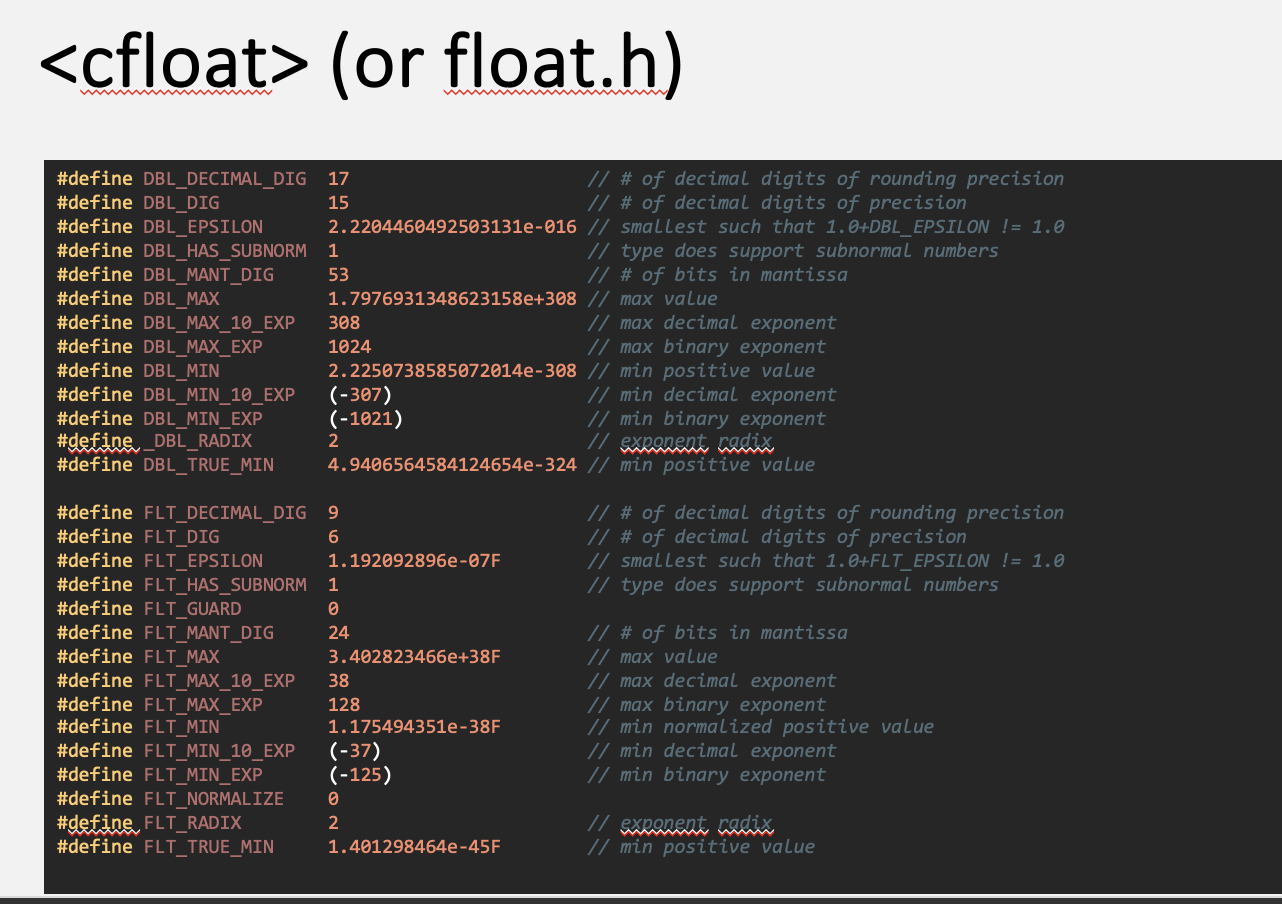 <cfloat> (or float.h)
#define DBL_DECIMAL_DIG  17                      // # of decimal digits of rounding precision
#define DBL_DIG          15                      // # of decimal digits of precision
#define DBL_EPSILON      2.2204460492503131e-016 // smallest such that 1.0+DBL_EPSILON != 1.0
#define DBL_HAS_SUBNORM  1                       // type does support subnormal numbers
#define DBL_MANT_DIG     53                      // # of bits in mantissa
#define DBL_MAX          1.7976931348623158e+308 // max value
#define DBL_MAX_10_EXP   308                     // max decimal exponent
#define DBL_MAX_EXP      1024                    // max binary exponent
#define DBL_MIN          2.2250738585072014e-308 // min positive value
#define DBL_MIN_10_EXP   (-307)                  // min decimal exponent
#define DBL_MIN_EXP      (-1021)                 // min binary exponent
#define _DBL_RADIX       2                       // exponent radix
#define DBL_TRUE_MIN     4.9406564584124654e-324 // min positive value
#define FLT_DECIMAL_DIG  9                       // # of decimal digits of rounding precision
#define FLT_DIG          6                       // # of decimal digits of precision
#define FLT_EPSILON      1.192092896e-07F        // smallest such that 1.0+FLT_EPSILON != 1.0
#define FLT_HAS_SUBNORM  1                       // type does support subnormal numbers
#define FLT_GUARD        0
#define FLT_MANT_DIG     24                      // # of bits in mantissa
#define FLT_MAX          3.402823466e+38F        // max value
#define FLT_MAX_10_EXP   38                      // max decimal exponent
#define FLT_MAX_EXP      128                     // max binary exponent
#define FLT_MIN          1.175494351e-38F        // min normalized positive value
#define FLT_MIN_10_EXP   (-37)                   // min decimal exponent
#define FLT_MIN_EXP      (-125)                  // min binary exponent
#define FLT_NORMALIZE    0
#define FLT_RADIX        2                       // exponent radix
#define FLT_TRUE_MIN     1.401298464e-45F        // min positive value